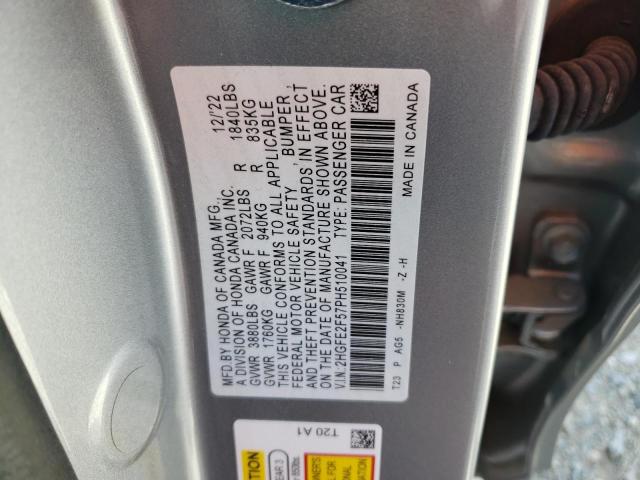 MFD.BY HONDA OF CANADA MFG., 12/22
A DIVISION OF HONDA CANADA INC.
GVWR 3880LBS GAWR F 2072LBS R 1840LBS
GVWR 1760KG GAWR F 940KG R 835KG
THIS VEHICLE CONFORMS TO ALL APPLICABLE
FEDERAL MOTOR VEHICLE SAFETY, BUMPER,
AND THEFT PREVENTION STANDARDS IN EFFECT
ON THE DATE OF MANUFACTURE SHOWN ABOVE.
V.I.N: 2HGFE2F57PH510041 TYPE: PASSENGER CAR
T23 P AG5 -NH830M -Z -H MADE IN CANADA
T20 A1